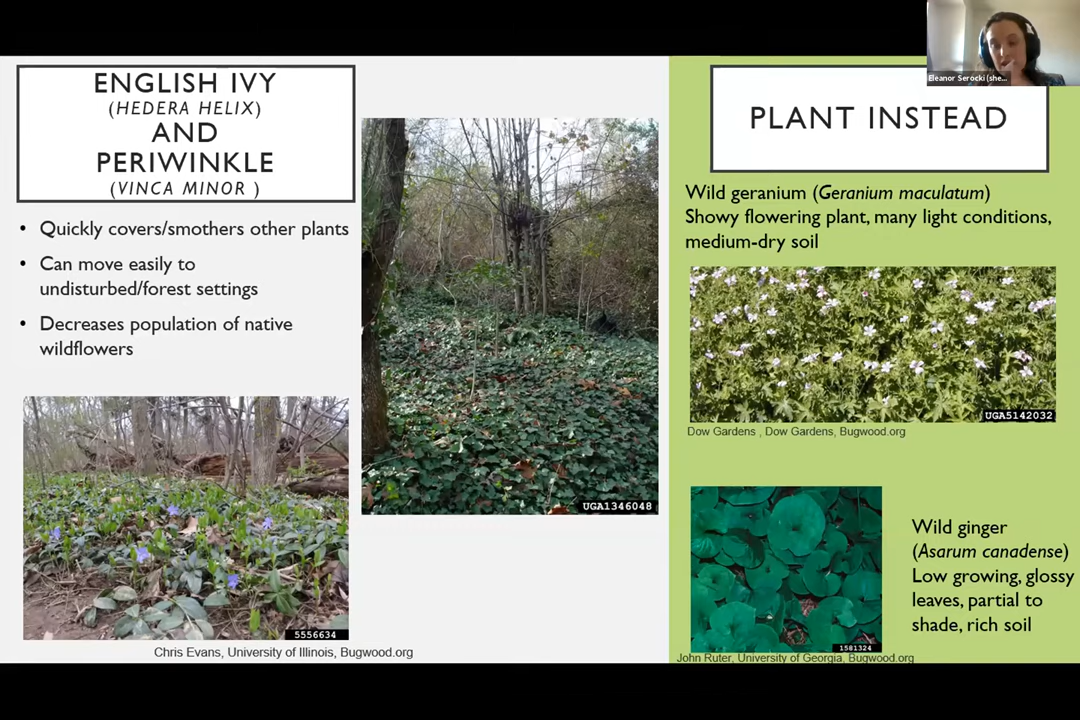 ENGLISH IVY
(HEDERA HELIX)
AND
PERIWINKLE
(VINCA MINOR )
• Quickly covers/smothers other plants
• Can move easily to
undisturbed/forest settings
• Decreases population of native
wildflowers
5556634
Chris Evans, University of Illinois, Bugwood.org
UGA1346048
Eleanor Serocki (she...
PLANT INSTEAD
Wild geranium (Geranium maculatum)
Showy flowering plant, many light conditions,
medium-dry soil
UGA5142032
Dow Gardens , Dow Gardens, Bugwood.org
Wild ginger
(Asarum canadense)
Low growing, glossy
leaves, partial to
shade, rich soil
1581324
John Ruter, University of Georgia, Bugwood.org